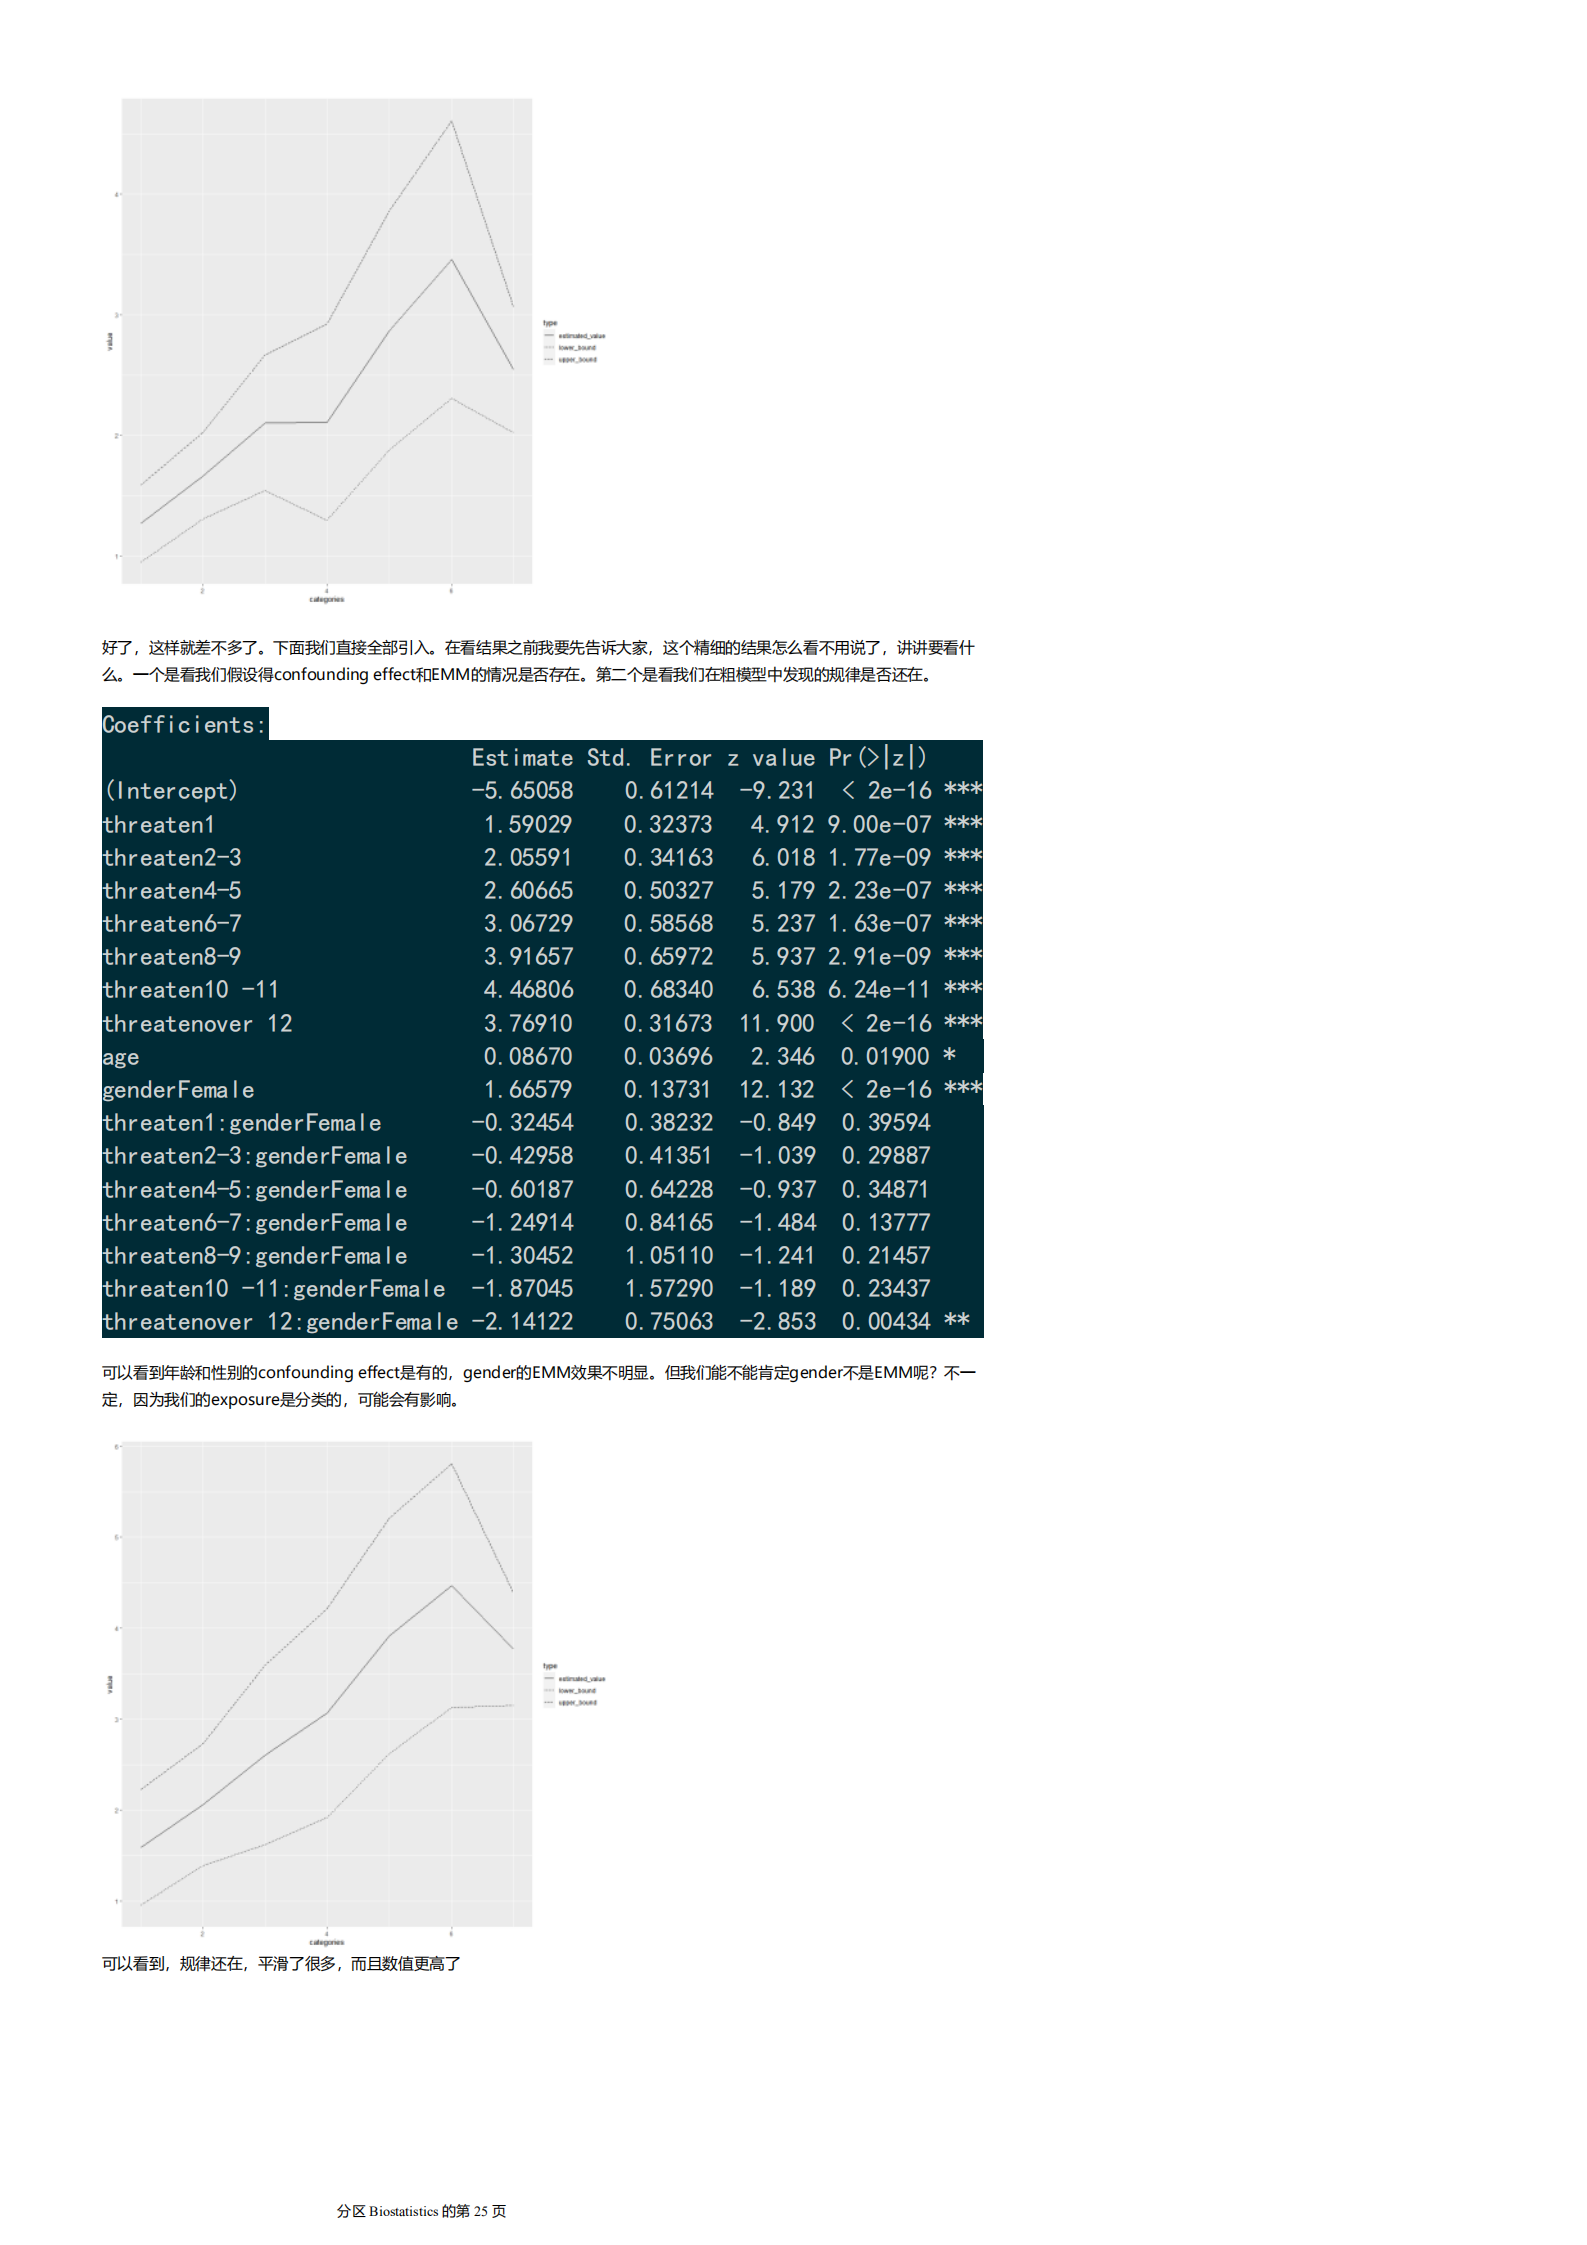 4
3
2
1
value
2
4
6
categories
type
estimated_value
lower_bound
upper_bound
好了，这样就差不多了。下面我们直接全部引入。在看结果之前我要先告诉大家，这个精细的结果怎么看不用说了，讲讲要看什
么。一个是看我们假设得confounding effect和EMM的情况是否存在。第二个是看我们在粗模型中发现的规律是否还在。
Coefficients:
Estimate Std. Error z value Pr(>|z|)
(Intercept) -5.65058 0.61214 -9.231 < 2e-16 ***
threaten1 1.59029 0.32373 4.912 9.00e-07 ***
threaten2-3 2.05591 0.34163 6.018 1.77e-09 ***
threaten4-5 2.60665 0.50327 5.179 2.23e-07 ***
threaten6-7 3.06729 0.58568 5.237 1.63e-07 ***
threaten8-9 3.91657 0.65972 5.937 2.91e-09 ***
threaten10 -11 4.46806 0.68340 6.538 6.24e-11 ***
threatenover 12 3.76910 0.31673 11.900 < 2e-16 ***
age 0.08670 0.03696 2.346 0.01900 *
genderFemale 1.66579 0.13731 12.132 < 2e-16 ***
threaten1:genderFemale -0.32454 0.38232 -0.849 0.39594
threaten2-3:genderFemale -0.42958 0.41351 -1.039 0.29887
threaten4-5:genderFemale -0.60187 0.64228 -0.937 0.34871
threaten6-7:genderFemale -1.24914 0.84165 -1.484 0.13777
threaten8-9:genderFemale -1.30452 1.05110 -1.241 0.21457
threaten10 -11:genderFemale -1.87045 1.57290 -1.189 0.23437
threatenover 12:genderFemale -2.14122 0.75063 -2.853 0.00434 **
可以看到年龄和性别的confounding effect是有的，gender的EMM效果不明显。但我们能不能肯定gender不是EMM呢？不一
定，因为我们的exposure是分类的，可能会有影响。
6
5
4
3
2
1
value
2
4
6
categories
type
estimated_value
lower_bound
upper_bound
可以看到，规律还在，平滑了很多，而且数值更高了
分区 Biostatistics 的第 25 页